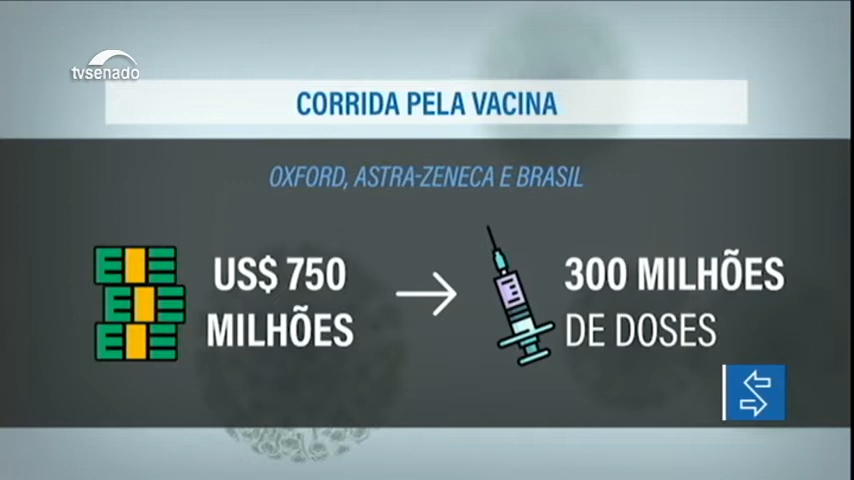 tvsenado
CORRIDA PELA VACINA
OXFORD, ASTRA-ZENECA E BRASIL
US$ 750
MILHÕES
300 MILHÕES
DE DOSES